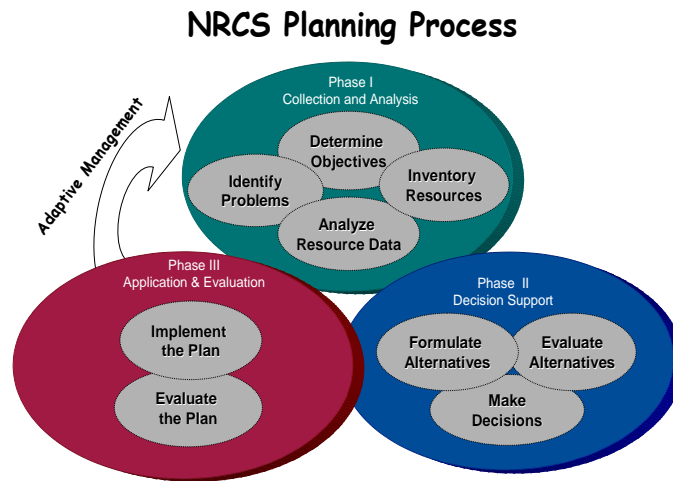 NRCS Planning Process
Adaptive Management
Phase I
Collection and Analysis
Determine
Objectives
Identify
Problems
Inventory
Resources
Analyze
Resource Data
Phase III
Application & Evaluation
Implement
the Plan
Evaluate
the Plan
Phase II
Decision Support
Formulate
Alternatives
Evaluate
Alternatives
Make
Decisions